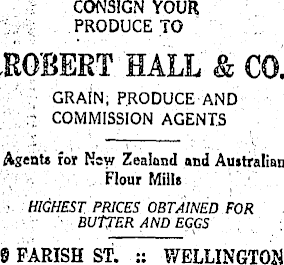 CONSIGN YOUR
PRODUCE TO
ROBERT HALL & CO.
GRAIN, PRODUCE AND
COMMISSION AGENTS
Agents for New Zealand and Australian
Flour Mills
HIGHEST PRICES OBTAINED FOR
BUTTER AND EGGS
9 FARISH ST. :: WELLINGTON